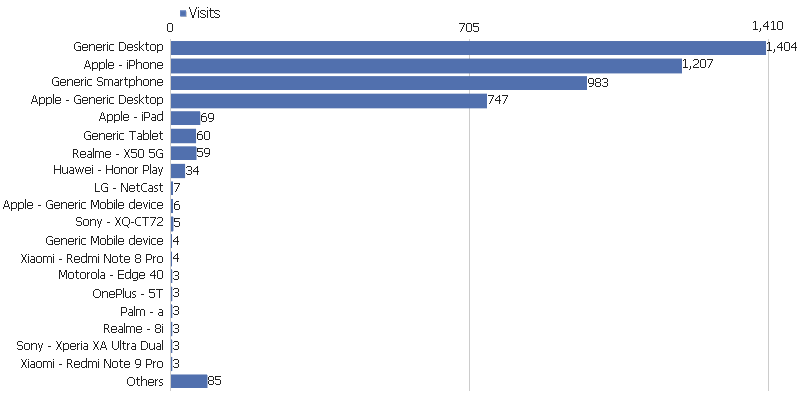 Visits
0 705 1,410
Generic Desktop 1,404
Apple - iPhone 1,207
Generic Smartphone 983
Apple - Generic Desktop 747
Apple - iPad 69
Generic Tablet 60
Realme - X50 5G 59
Huawei - Honor Play 34
LG - NetCast 7
Apple - Generic Mobile device 6
Sony - XQ-CT72 5
Generic Mobile device 4
Xiaomi - Redmi Note 8 Pro 4
Motorola - Edge 40 3
OnePlus - 5T 3
Palm - a 3
Realme - 8i 3
Sony - Xperia XA Ultra Dual 3
Xiaomi - Redmi Note 9 Pro 3
Others 85